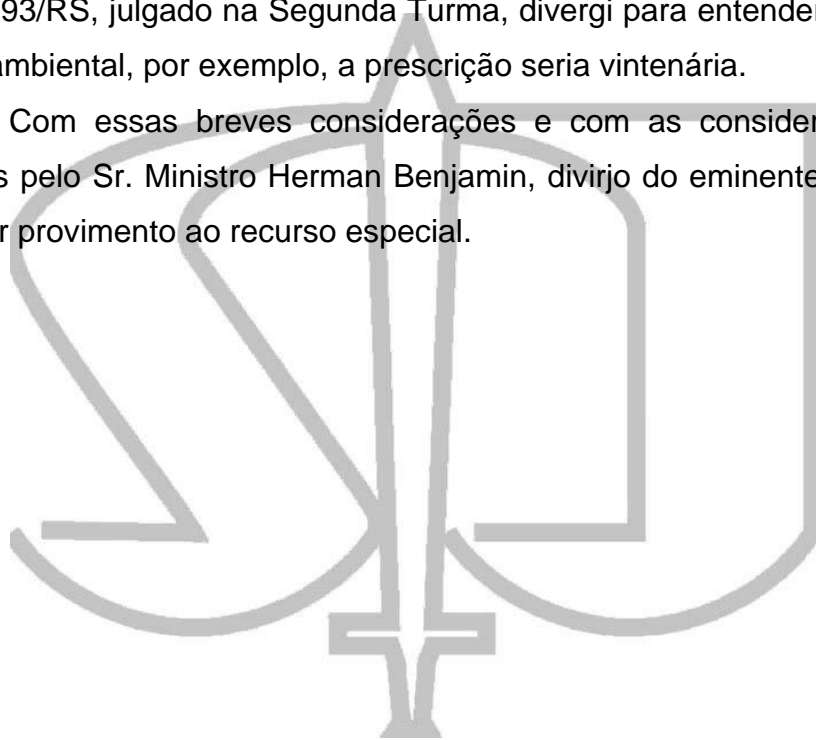 93/RS, julgado na Segunda Turma, divergi para entender
ambiental, por exemplo, a prescrição seria vintenária.
Com essas breves considerações e com as consider
s pelo Sr. Ministro Herman Benjamin, divirjo do eminente
r provimento ao recurso especial.